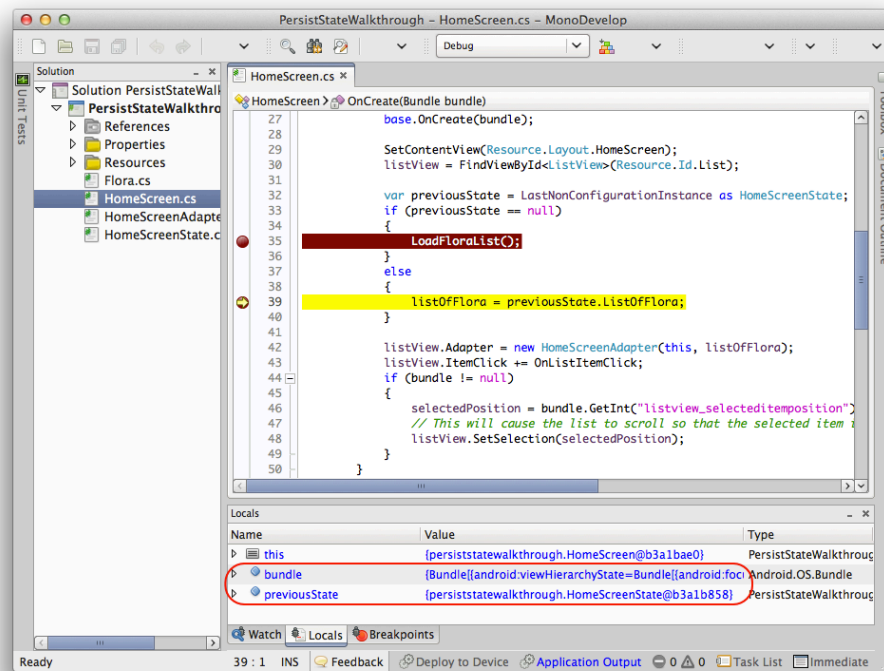 PersistStateWalkthrough – HomeScreen.cs – MonoDevelop
Debug
Solution
Unit Tests
Solution PersistStateWalk
PersistStateWalkthro
References
Properties
Resources
Flora.cs
HomeScreen.cs
HomeScreenAdapte
HomeScreenState.c
HomeScreen.cs ×
HomeScreen > OnCreate(Bundle bundle)
27 base.OnCreate(bundle);
28
29 SetContentView(Resource.Layout.HomeScreen);
30 listView = FindViewById<ListView>(Resource.Id.List);
31
32 var previousState = LastNonConfigurationInstance as HomeScreenState;
33 if (previousState == null)
34 {
35 LoadFloraList();
36 }
37 else
38 {
39 listOfFlora = previousState.ListOfFlora;
40 }
41
42 listView.Adapter = new HomeScreenAdapter(this, listOfFlora);
43 listView.ItemClick += OnListItemClick;
44 if (bundle != null)
45 {
46 selectedPosition = bundle.GetInt("listview_selecteditemposition")
47 // This will cause the list to scroll so that the selected item i
48 listView.SetSelection(selectedPosition);
49 }
50 }
Toolbox
Document Outline
Locals
Name Value Type
this {persiststatewalkthrough.HomeScreen@b3a1bae0} PersistStateWalkthroug
bundle {Bundle[{android:viewHierarchyState=Bundle[{android:focu Android.OS.Bundle
previousState {persiststatewalkthrough.HomeScreenState@b3a1b858} PersistStateWalkthroug
Watch Locals Breakpoints
Ready 39 : 1 INS Feedback Deploy to Device Application Output 0 0 Task List Immediate